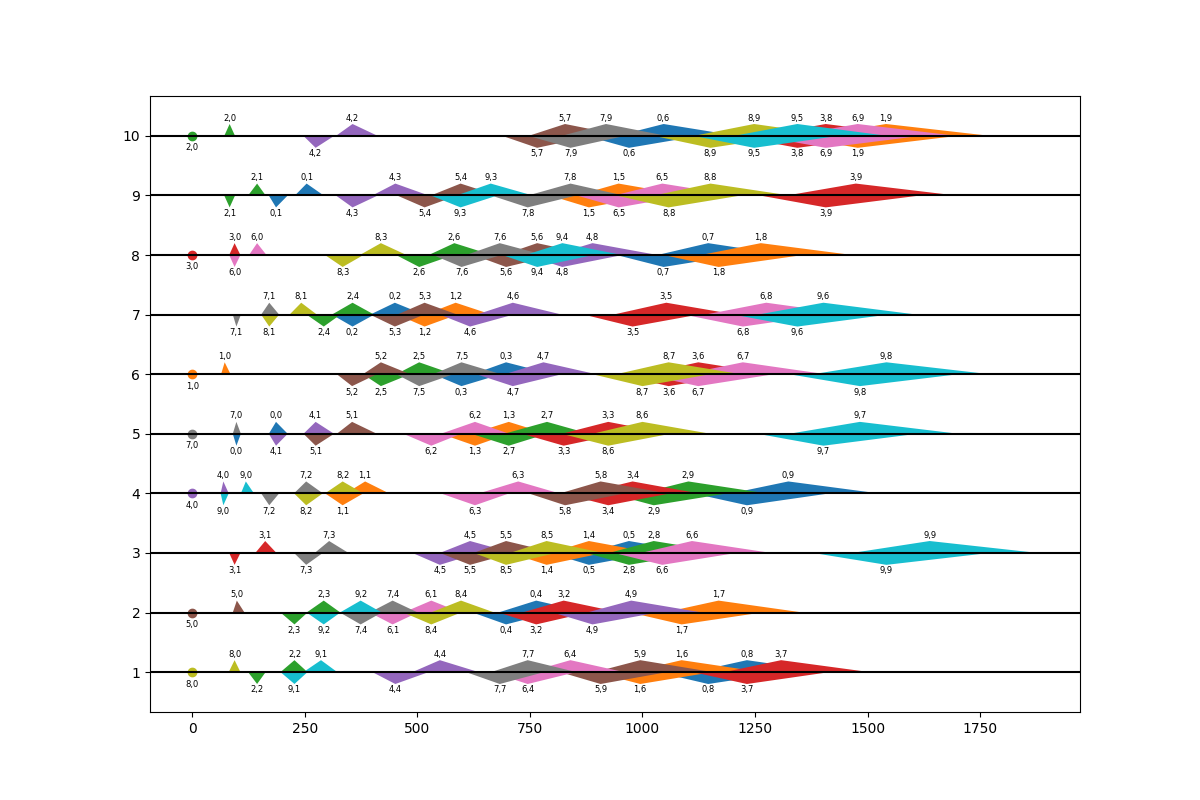 2,0 4,2 5,7 7,9 0,6 8,9 9,5 3,8 6,9 1,9
10
2,0 4,2 5,7 7,9 0,6 8,9 9,5 3,8 6,9 1,9
2,1 0,1 4,3 5,4 9,3 7,8 1,5 6,5 8,8 3,9
9
2,1 0,1 4,3 5,4 9,3 7,8 1,5 6,5 8,8 3,9
3,0 6,0 8,3 2,6 7,6 5,6 9,4 4,8 0,7 1,8
8
3,0 6,0 8,3 2,6 7,6 5,6 9,4 4,8 0,7 1,8
7,1 8,1 2,4 0,2 5,3 1,2 4,6 3,5 6,8 9,6
7
7,1 8,1 2,4 0,2 5,3 1,2 4,6 3,5 6,8 9,6
1,0 5,2 2,5 7,5 0,3 4,7 8,7 3,6 6,7 9,8
6
1,0 5,2 2,5 7,5 0,3 4,7 8,7 3,6 6,7 9,8
7,0 0,0 4,1 5,1 6,2 1,3 2,7 3,3 8,6 9,7
5
7,0 0,0 4,1 5,1 6,2 1,3 2,7 3,3 8,6 9,7
4,0 9,0 7,2 8,2 1,1 6,3 5,8 3,4 2,9 0,9
4
4,0 9,0 7,2 8,2 1,1 6,3 5,8 3,4 2,9 0,9
3,1 7,3 4,5 5,5 8,5 1,4 0,5 2,8 6,6 9,9
3
3,1 7,3 4,5 5,5 8,5 1,4 0,5 2,8 6,6 9,9
5,0 2,3 9,2 7,4 6,1 8,4 0,4 3,2 4,9 1,7
2
5,0 2,3 9,2 7,4 6,1 8,4 0,4 3,2 4,9 1,7
8,0 2,2 9,1 4,4 7,7 6,4 5,9 1,6 0,8 3,7
1
8,0 2,2 9,1 4,4 7,7 6,4 5,9 1,6 0,8 3,7
0 250 500 750 1000 1250 1500 1750